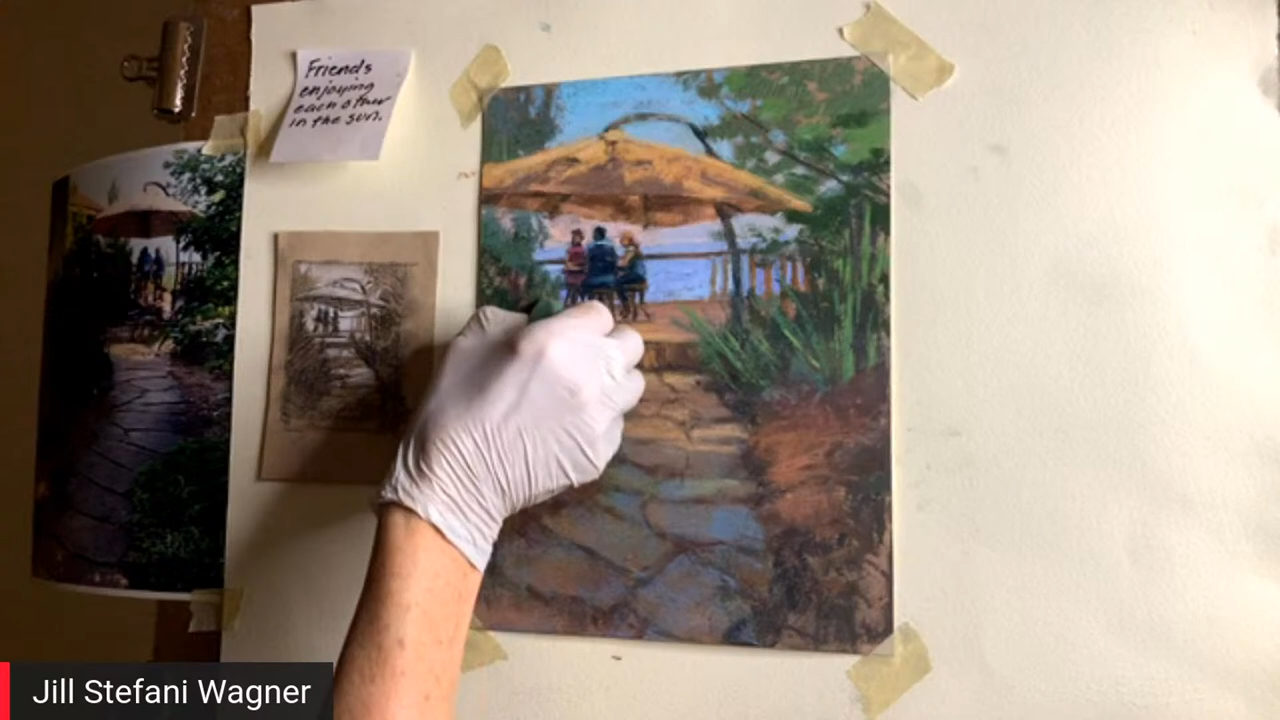 Friends
enjoying
each other
in the sun.
Jill Stefani Wagner